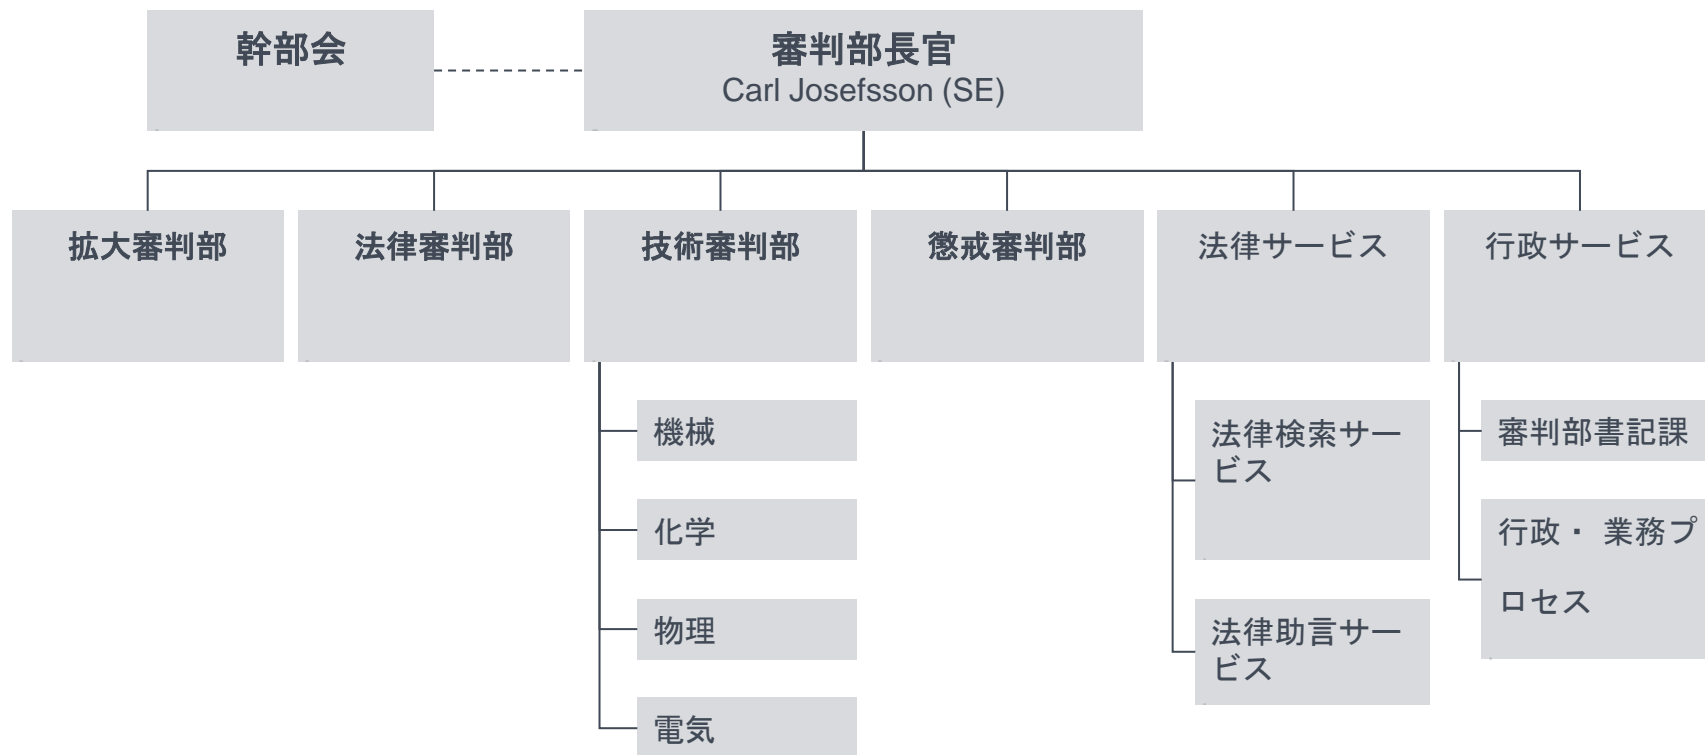 幹部会
審判部長官
Carl Josefsson (SE)
拡大審判部
法律審判部
技術審判部
懲戒審判部
法律サービス
行政サービス
機械
化学
物理
電気
法律検索サー
ビス
法律助言サー
ビス
審判部書記課
行政・ 業務プ
ロセス